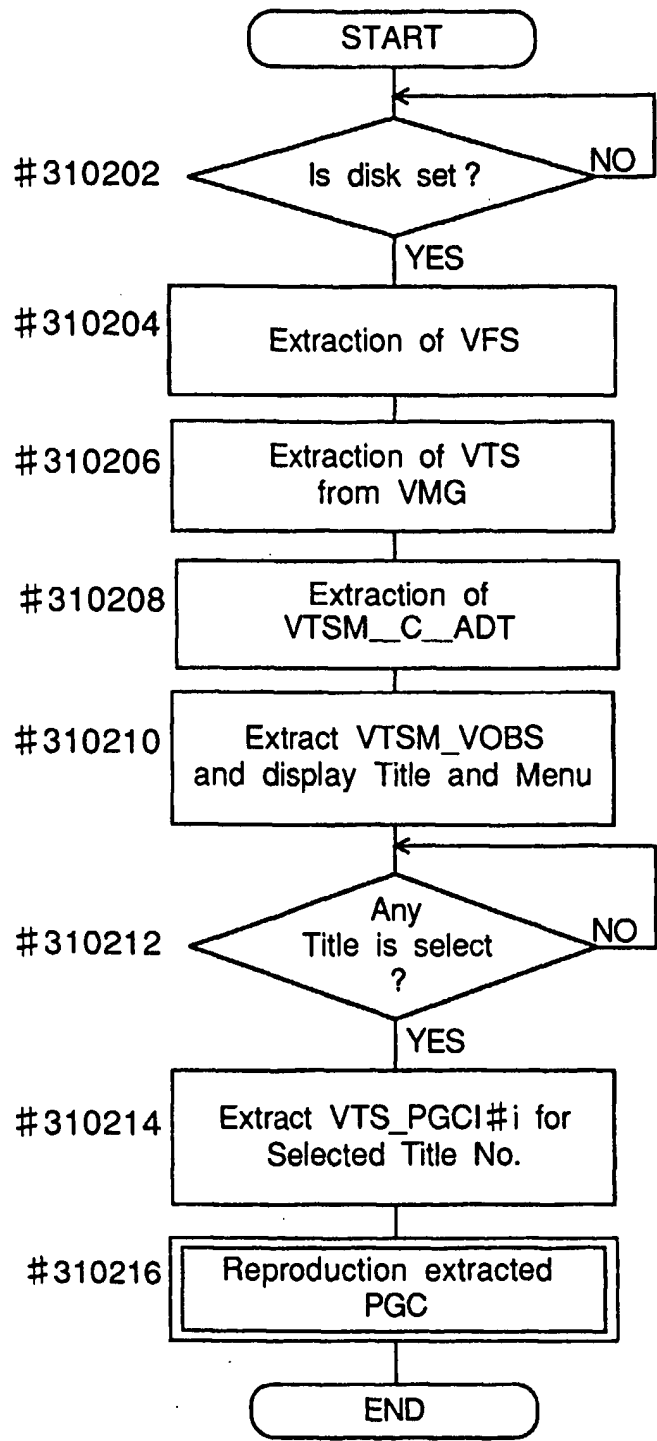 START
#310202
Is disk set ?
NO
YES
#310204
Extraction of VFS
#310206
Extraction of VTS
from VMG
#310208
Extraction of
VTSM__C__ADT
#310210
Extract VTSM_VOBS
and display Title and Menu
#310212
Any
Title is select
?
NO
YES
#310214
Extract VTS_PGCI#i for
Selected Title No.
#310216
Reproduction extracted
PGC
END